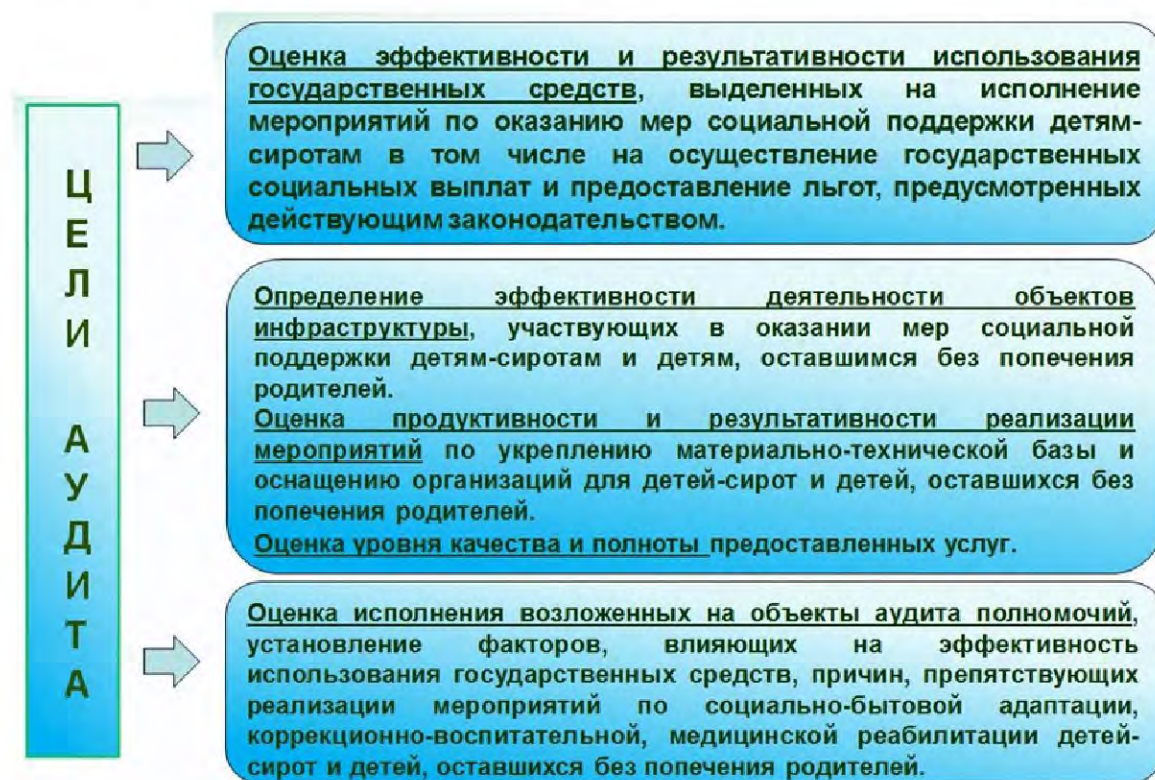 ЦЕЛИ АУДИТА
Оценка эффективности и результативности использования
государственных средств, выделенных на исполнение
мероприятий по оказанию мер социальной поддержки детям-
сиротам в том числе на осуществление государственных
социальных выплат и предоставление льгот, предусмотренных
действующим законодательством.
Определение эффективности деятельности объектов
инфраструктуры, участвующих в оказании мер социальной
поддержки детям-сиротам и детям, оставшимся без попечения
родителей.
Оценка продуктивности и результативности реализации
мероприятий по укреплению материально-технической базы и
оснащению организаций для детей-сирот и детей, оставшихся без
попечения родителей.
Оценка уровня качества и полноты предоставленных услуг.
Оценка исполнения возложенных на объекты аудита полномочий,
установление факторов, влияющих на эффективность
использования государственных средств, причин, препятствующих
реализации мероприятий по социально-бытовой адаптации,
коррекционно-воспитательной, медицинской реабилитации детей-
сирот и детей, оставшихся без попечения родителей.